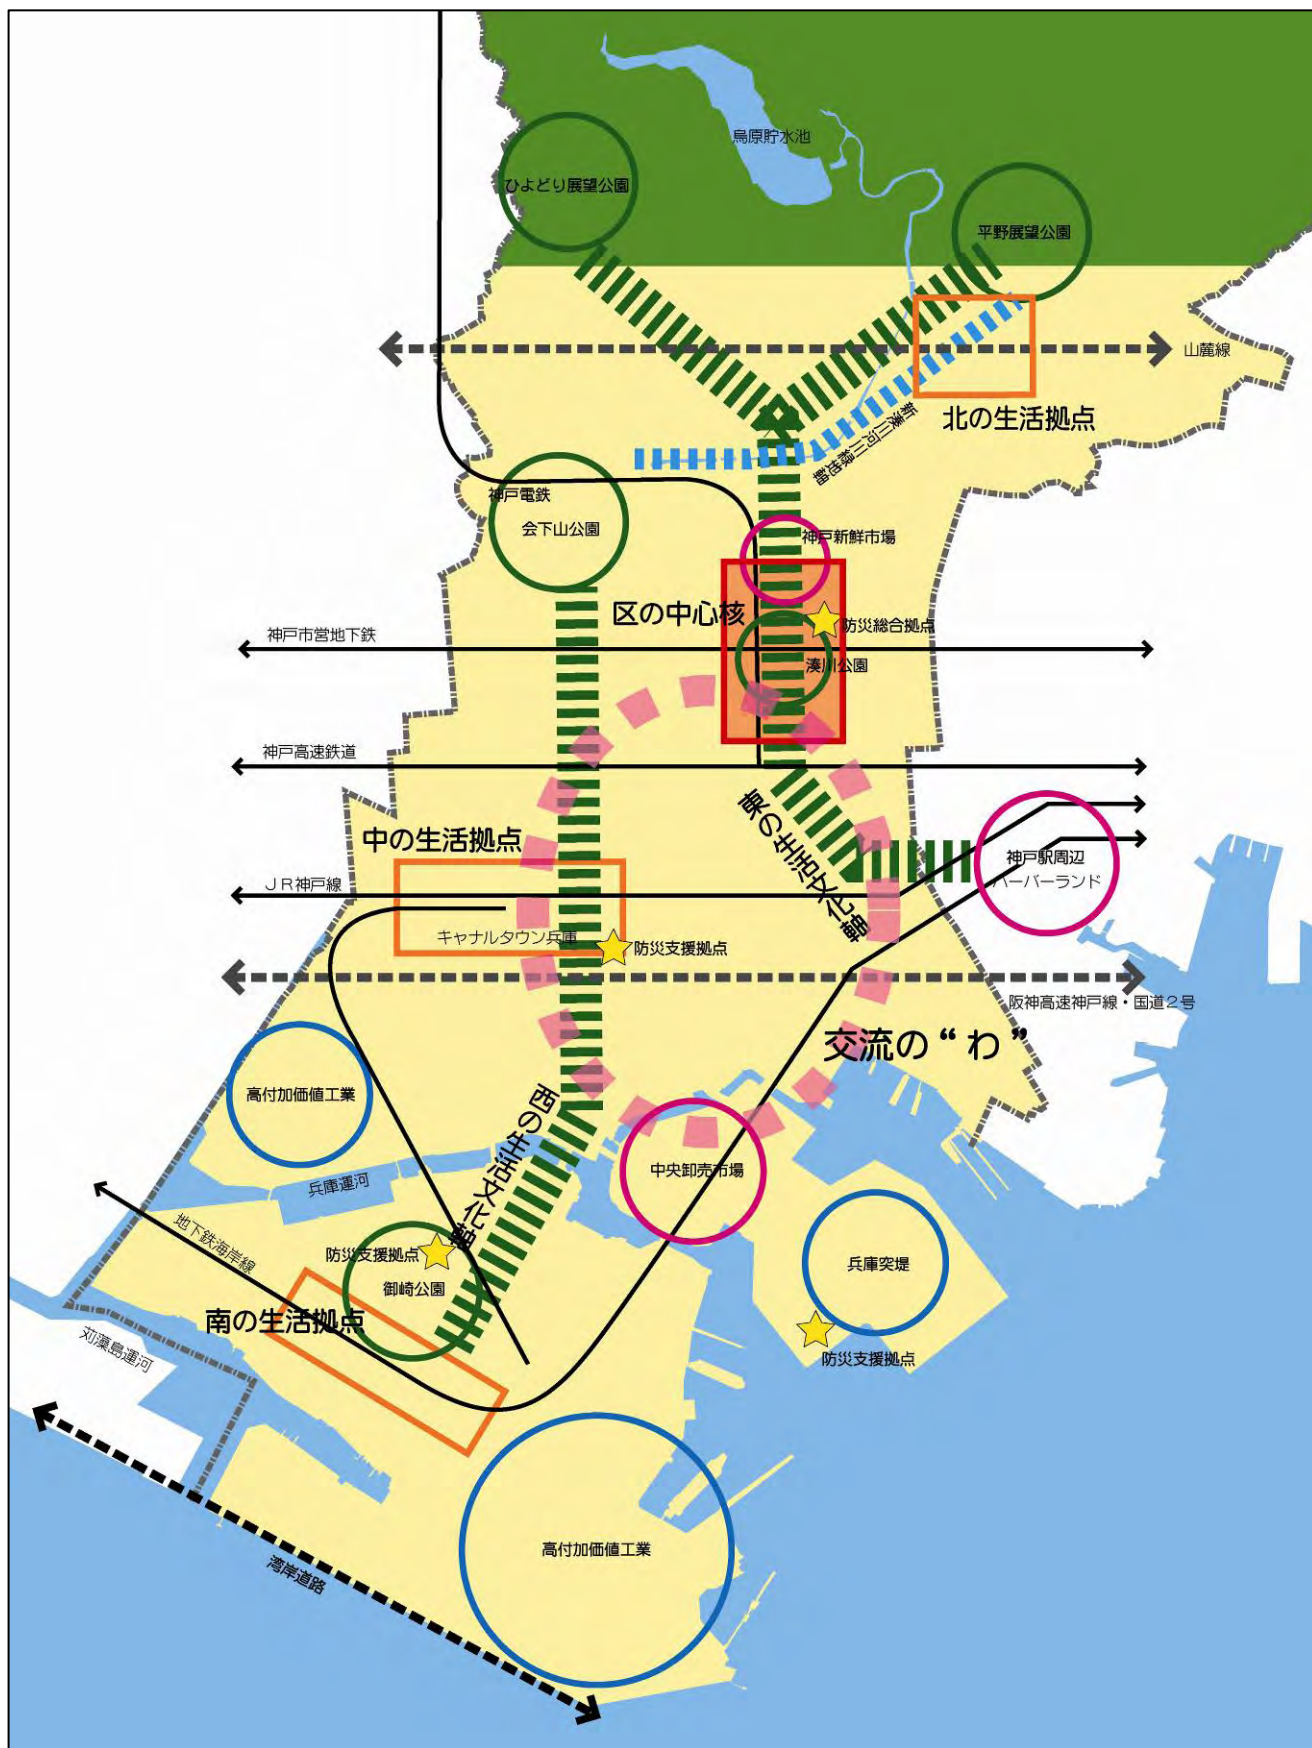 烏原貯水池
ひよどり展望公園
平野展望公園
山麓線
北の生活拠点
新湊川河川緑地軸
神戸電鉄
会下山公園
神戸新鮮市場
区の中心核
防災総合拠点
神戸市営地下鉄
湊川公園
神戸高速鉄道
東の生活文化軸
中の生活拠点
神戸駅周辺
ハーバーランド
JR神戸線
キャナルタウン兵庫
防災支援拠点
阪神高速神戸線・国道2号
交流の“わ”
高付加価値工業
西の生活文化軸
中央卸売市場
兵庫運河
地下鉄海岸線
防災支援拠点
御崎公園
兵庫突堤
南の生活拠点
苅藻島運河
防災支援拠点
高付加価値工業
湾岸道路